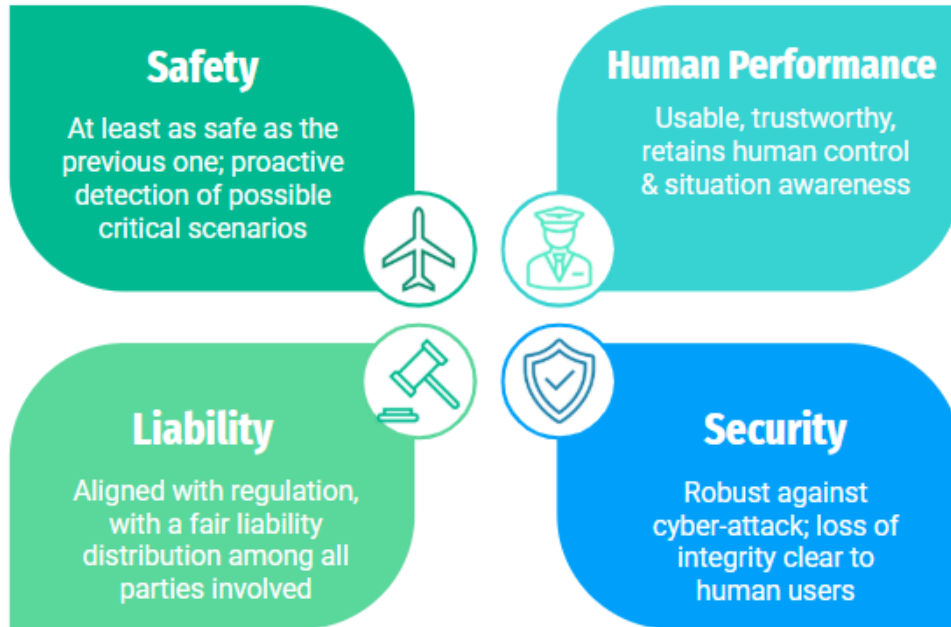 Safety
At least as safe as the
previous one; proactive
detection of possible
critical scenarios
Human Performance
Usable, trustworthy,
retains human control
& situation awareness
Liability
Aligned with regulation,
with a fair liability
distribution among all
parties involved
Security
Robust against
cyber-attack; loss of
integrity clear to
human users